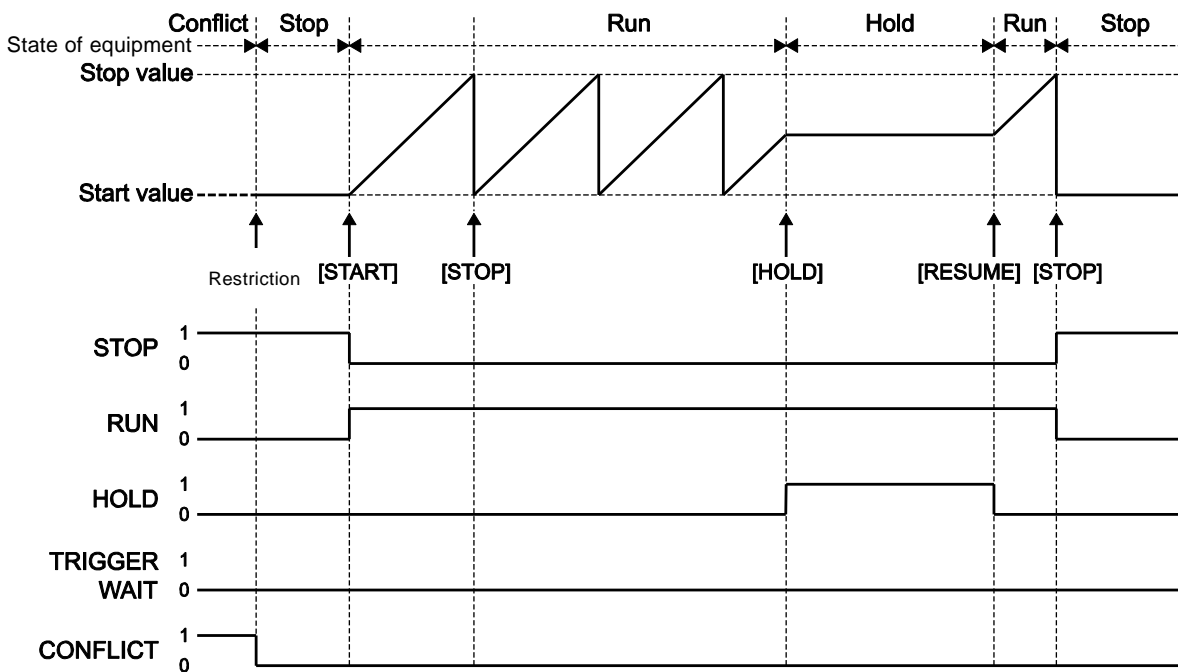 Conflict Stop Run Hold Run Stop
State of equipment
Stop value
Start value
Restriction [START] [STOP] [HOLD] [RESUME] [STOP]
STOP 1
0
RUN 1
0
HOLD 1
0
TRIGGER 1
WAIT 0
CONFLICT 1
0